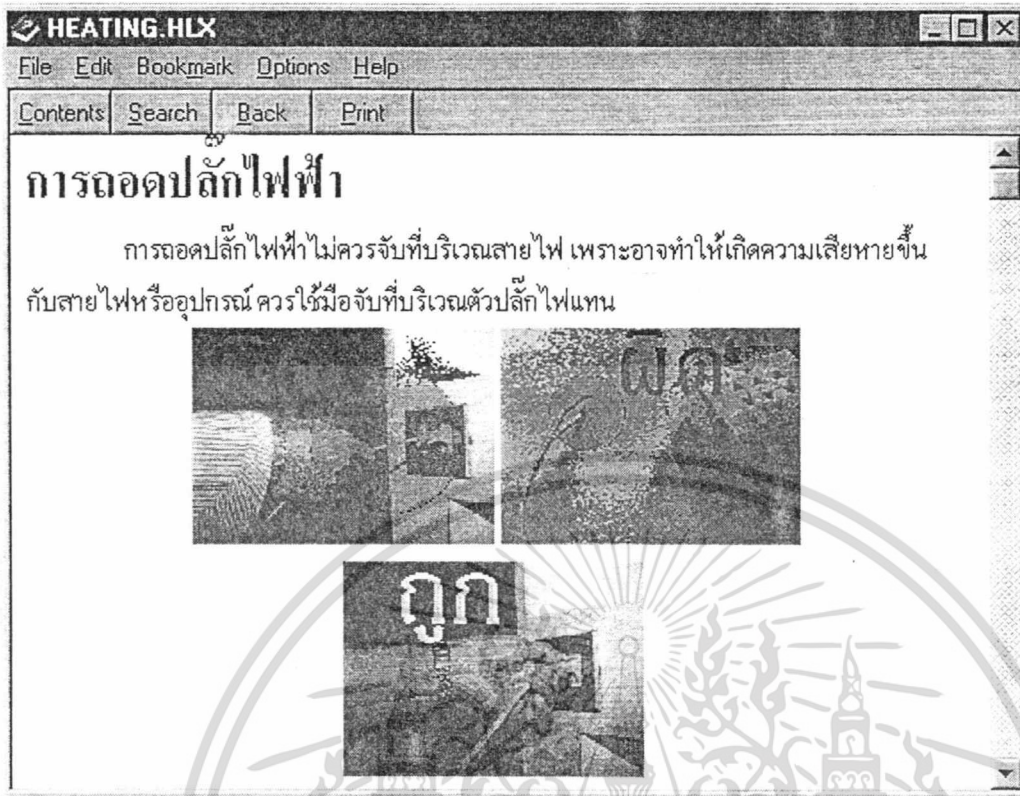 HEATING.HLX
File Edit Bookmark Options Help
Contents Search Back Print
การถอดปลั๊กไฟฟ้า
การถอดปลั๊กไฟฟ้าไม่ควรจับที่บริเวณสายไฟ เพราะอาจทำให้เกิดความเสียหายขึ้น
กับสายไฟหรืออุปกรณ์ ควรใช้มือจับที่บริเวณตัวปลั๊กไฟแทน
ผิด
ถูก